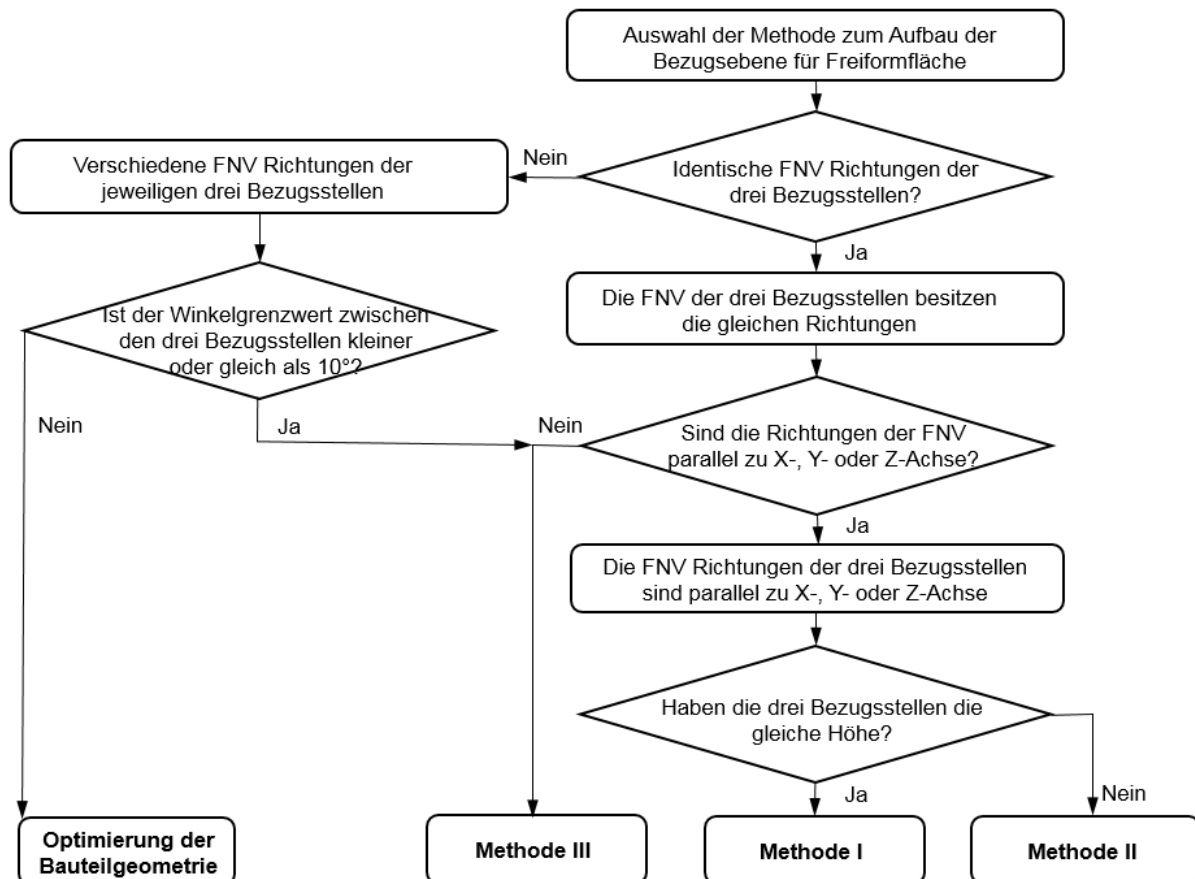 Auswahl der Methode zum Aufbau der
Bezugsebene für Freiformfläche
Identische FNV Richtungen der
drei Bezugsstellen?
Nein
Verschiedene FNV Richtungen der
jeweiligen drei Bezugsstellen
Ja
Die FNV der drei Bezugsstellen besitzen
die gleichen Richtungen
Ist der Winkelgrenzwert zwischen
den drei Bezugsstellen kleiner
oder gleich als 10°?
Nein
Ja
Nein
Sind die Richtungen der FNV
parallel zu X-, Y- oder Z-Achse?
Ja
Die FNV Richtungen der drei Bezugsstellen
sind parallel zu X-, Y- oder Z-Achse
Haben die drei Bezugsstellen die
gleiche Höhe?
Ja
Nein
Optimierung der
Bauteilgeometrie
Methode III
Methode I
Methode II